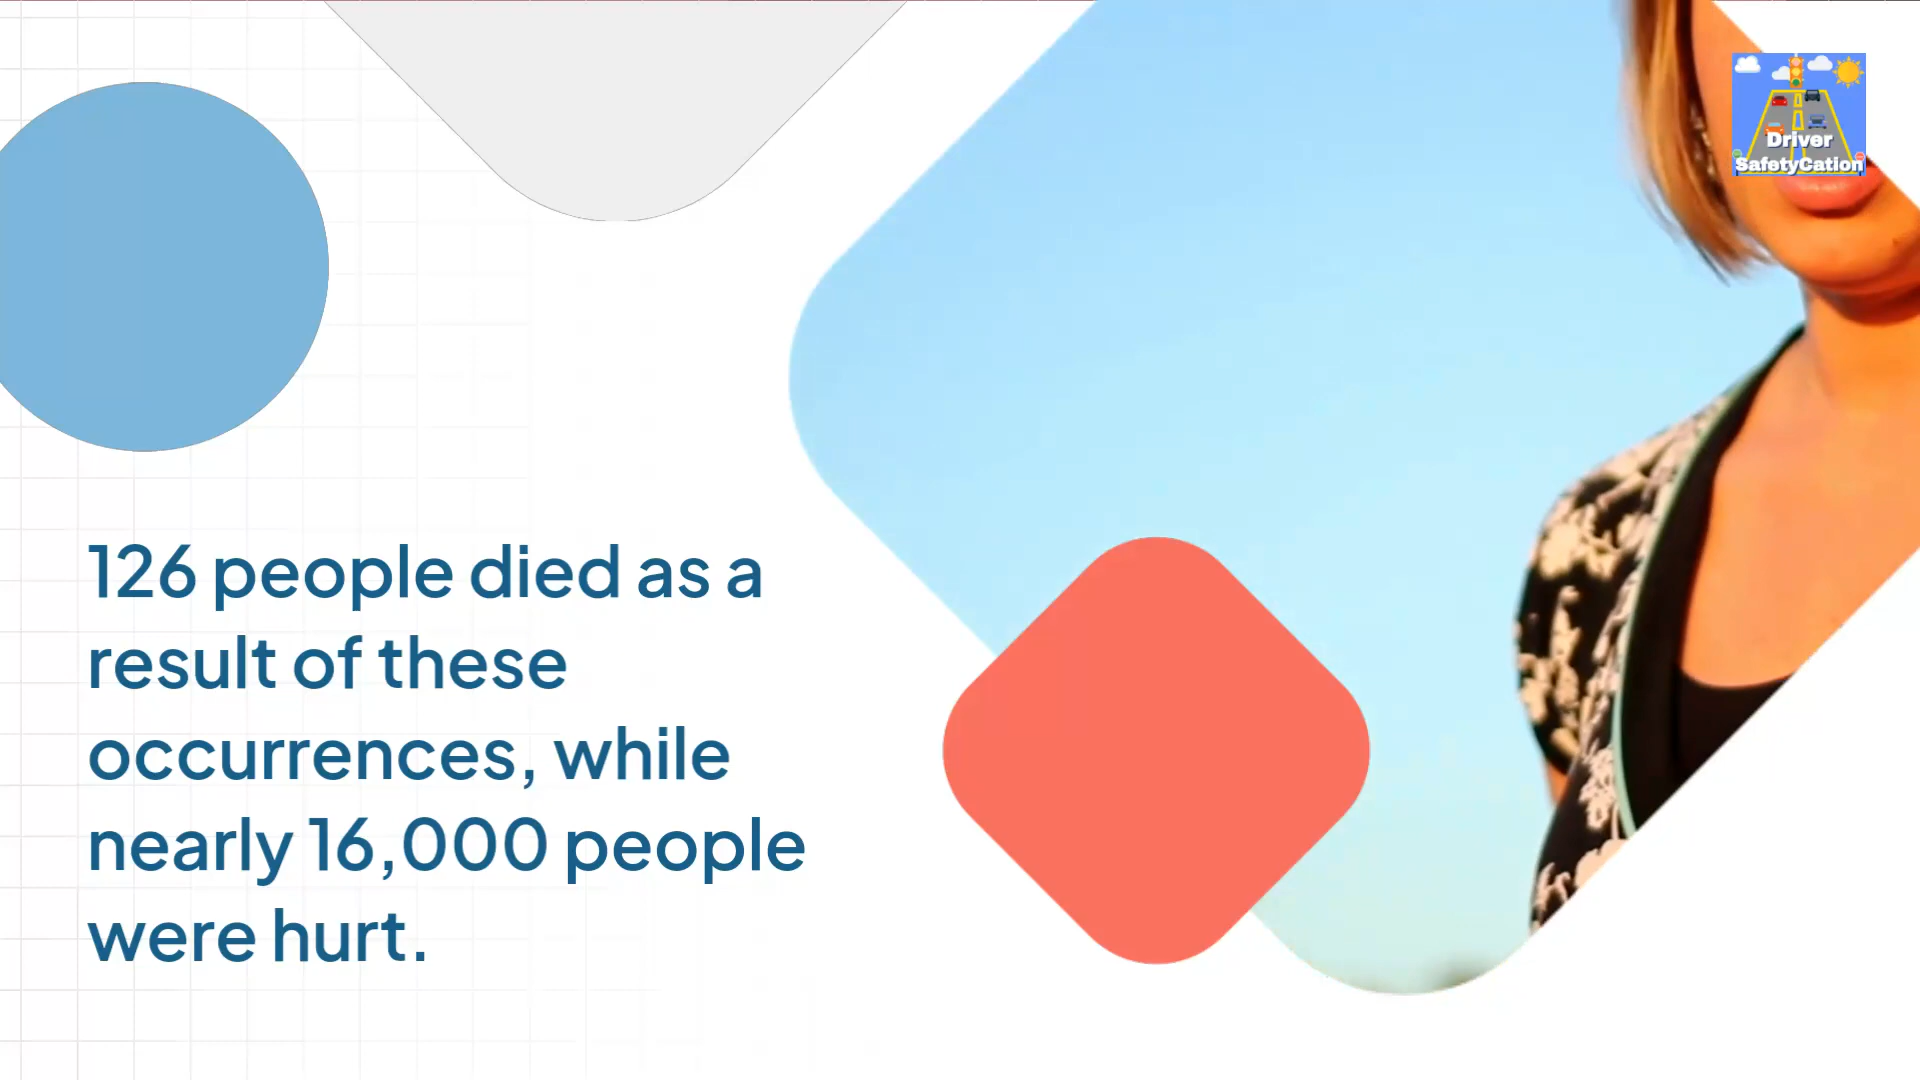 Driver
SafetyCation
126 people died as a
result of these
occurrences, while
nearly 16,000 people
were hurt.